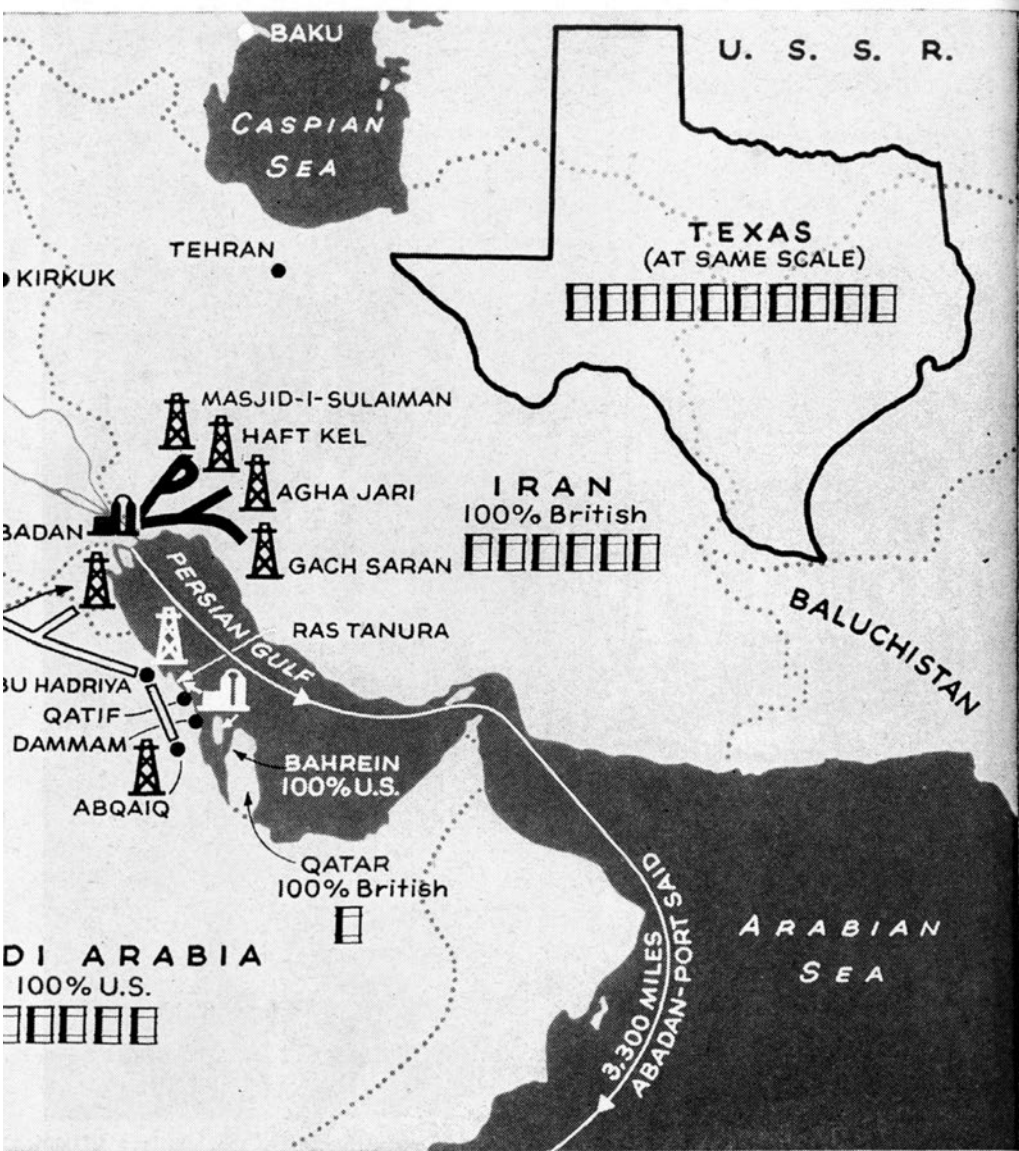 BAKU
U. S. S. R.
CASPIAN
SEA
TEXAS
(AT SAME SCALE)
TEHRAN
KIRKUK
MASJID-I-SULAIMAN
HAFT KEL
AGHA JARI
IRAN
100% British
BADAN
GACH SARAN
PERSIAN GULF
BALUCHISTAN
RAS TANURA
BU HADRIYA
QATIF
DAMMAM
BAHREIN
100% U.S.
ABQAIQ
QATAR
100% British
3,300 MILES
ABADAN-PORT SAID
ARABIAN
SEA
DI ARABIA
100% U.S.